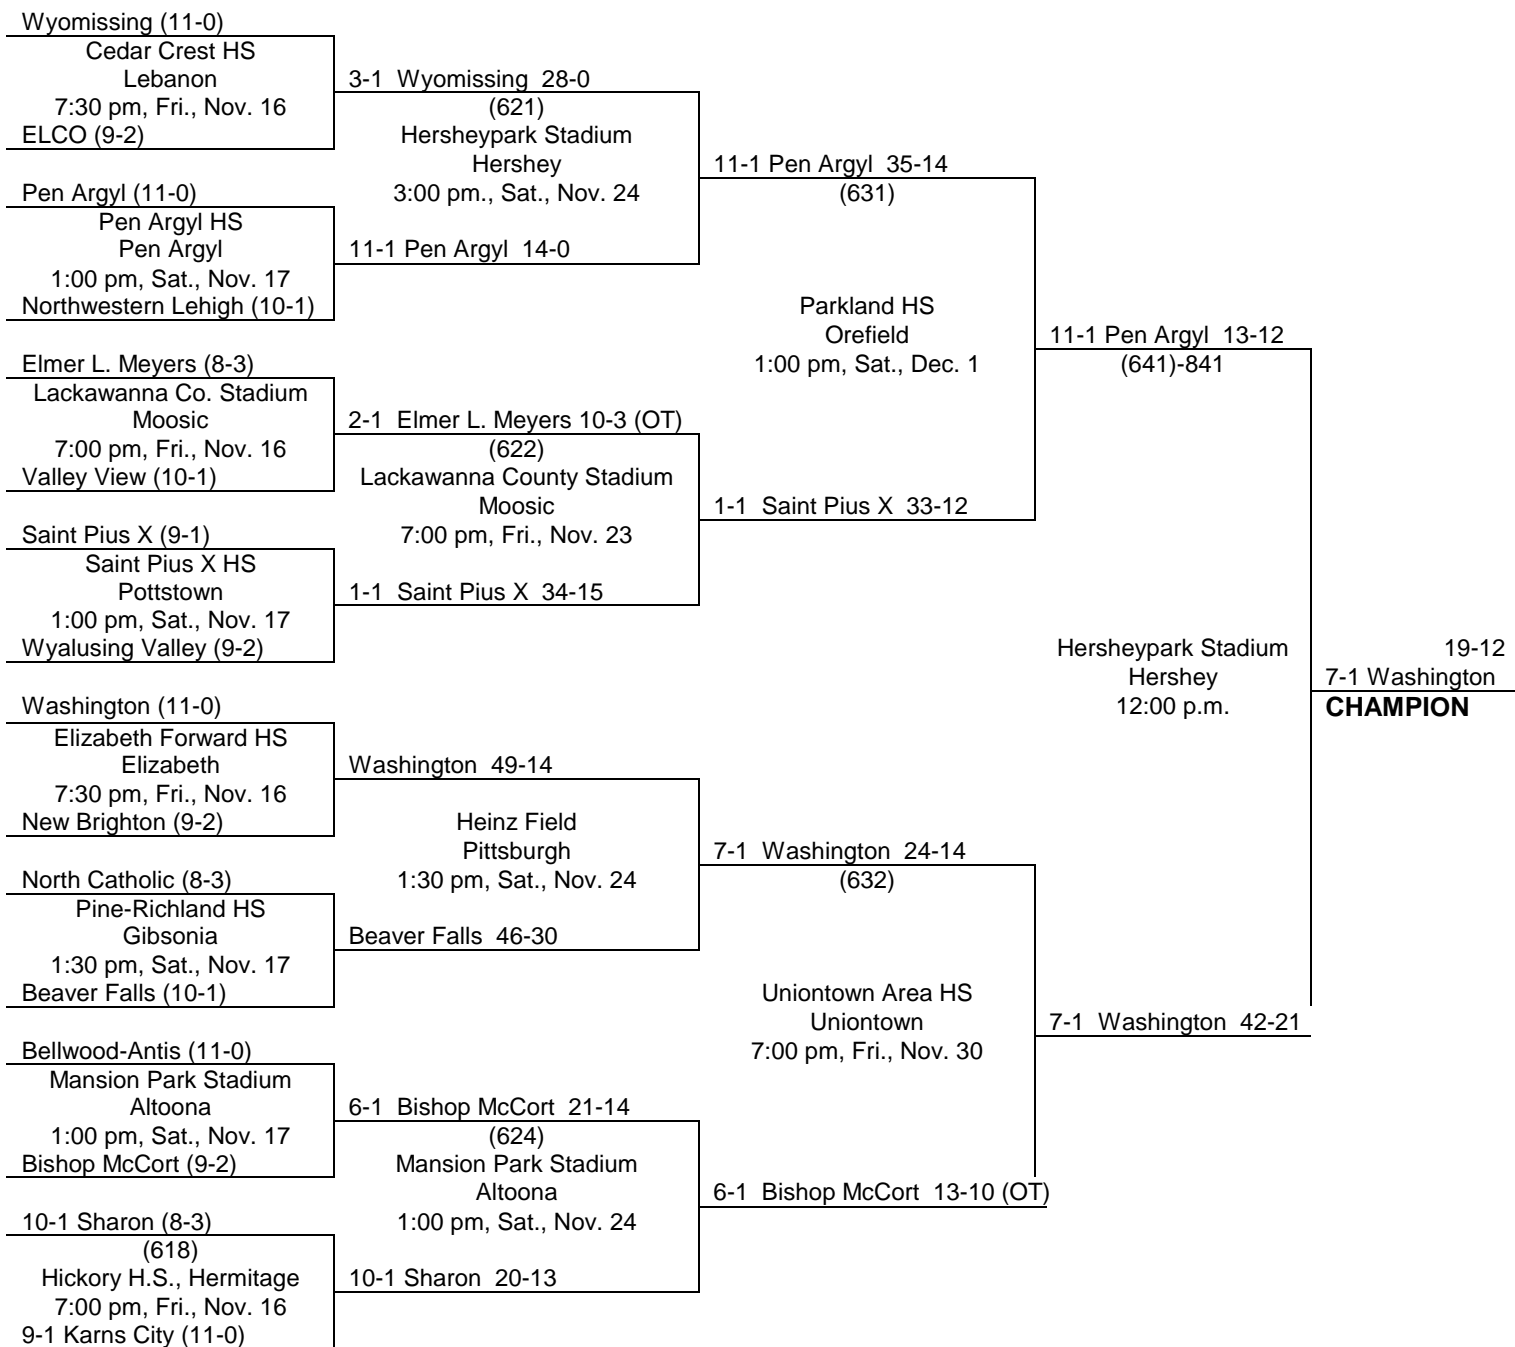 Wyomissing (11-0)
Cedar Crest HS
Lebanon
7:30 pm, Fri., Nov. 16
ELCO (9-2)
Pen Argyl (11-0)
Pen Argyl HS
Pen Argyl
1:00 pm, Sat., Nov. 17
Northwestern Lehigh (10-1)
Elmer L. Meyers (8-3)
Lackawanna Co. Stadium
Moosic
7:00 pm, Fri., Nov. 16
Valley View (10-1)
Saint Pius X (9-1)
Saint Pius X HS
Pottstown
1:00 pm, Sat., Nov. 17
Wyalusing Valley (9-2)
Washington (11-0)
Elizabeth Forward HS
Elizabeth
7:30 pm, Fri., Nov. 16
New Brighton (9-2)
North Catholic (8-3)
Pine-Richland HS
Gibsonia
1:30 pm, Sat., Nov. 17
Beaver Falls (10-1)
Bellwood-Antis (11-0)
Mansion Park Stadium
Altoona
1:00 pm, Sat., Nov. 17
Bishop McCort (9-2)
10-1 Sharon (8-3)
(618)
Hickory H.S., Hermitage
7:00 pm, Fri., Nov. 16
9-1 Karns City (11-0)
3-1 Wyomissing 28-0
(621)
Hersheypark Stadium
Hershey
3:00 pm., Sat., Nov. 24
11-1 Pen Argyl 14-0
2-1 Elmer L. Meyers 10-3 (OT)
(622)
Lackawanna County Stadium
Moosic
7:00 pm, Fri., Nov. 23
1-1 Saint Pius X 34-15
Washington 49-14
Heinz Field
Pittsburgh
1:30 pm, Sat., Nov. 24
Beaver Falls 46-30
6-1 Bishop McCort 21-14
(624)
Mansion Park Stadium
Altoona
1:00 pm, Sat., Nov. 24
10-1 Sharon 20-13
11-1 Pen Argyl 35-14
(631)
Parkland HS
Orefield
1:00 pm, Sat., Dec. 1
1-1 Saint Pius X 33-12
7-1 Washington 24-14
(632)
Uniontown Area HS
Uniontown
7:00 pm, Fri., Nov. 30
6-1 Bishop McCort 13-10 (OT)
11-1 Pen Argyl 13-12
(641)-841
Hersheypark Stadium
Hershey
12:00 p.m.
7-1 Washington 42-21
19-12
7-1 Washington
CHAMPION